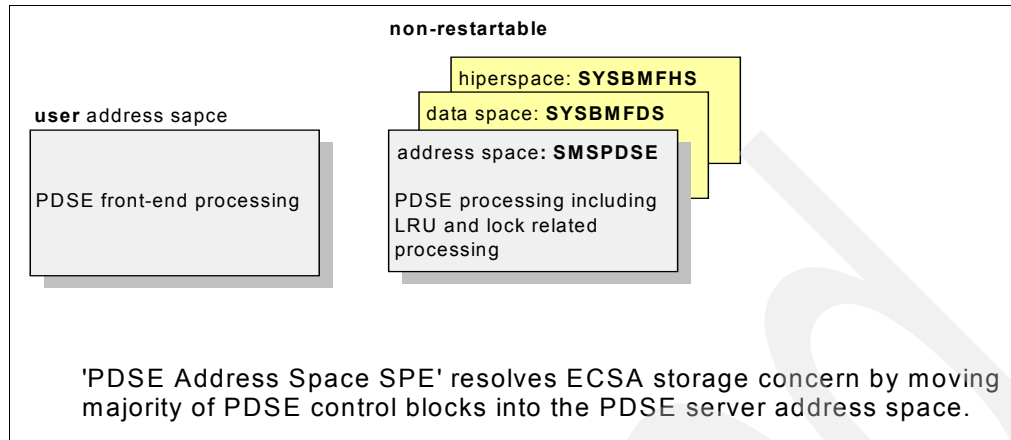 non-restartable
hiperspace: SYSBMFHS
data space: SYSBMFDS
user address sapce
address space: SMSPDSE
PDSE front-end processing
PDSE processing including
LRU and lock related
processing
'PDSE Address Space SPE' resolves ECSA storage concern by moving
majority of PDSE control blocks into the PDSE server address space.